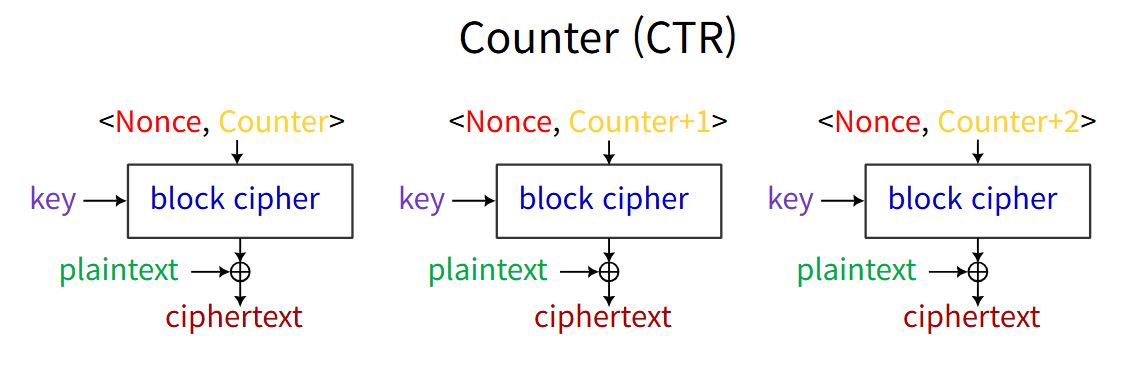 Counter (CTR)
<Nonce, Counter>
<Nonce, Counter+1>
<Nonce, Counter+2>
key
block cipher
key
block cipher
key
block cipher
plaintext
plaintext
plaintext
ciphertext
ciphertext
ciphertext